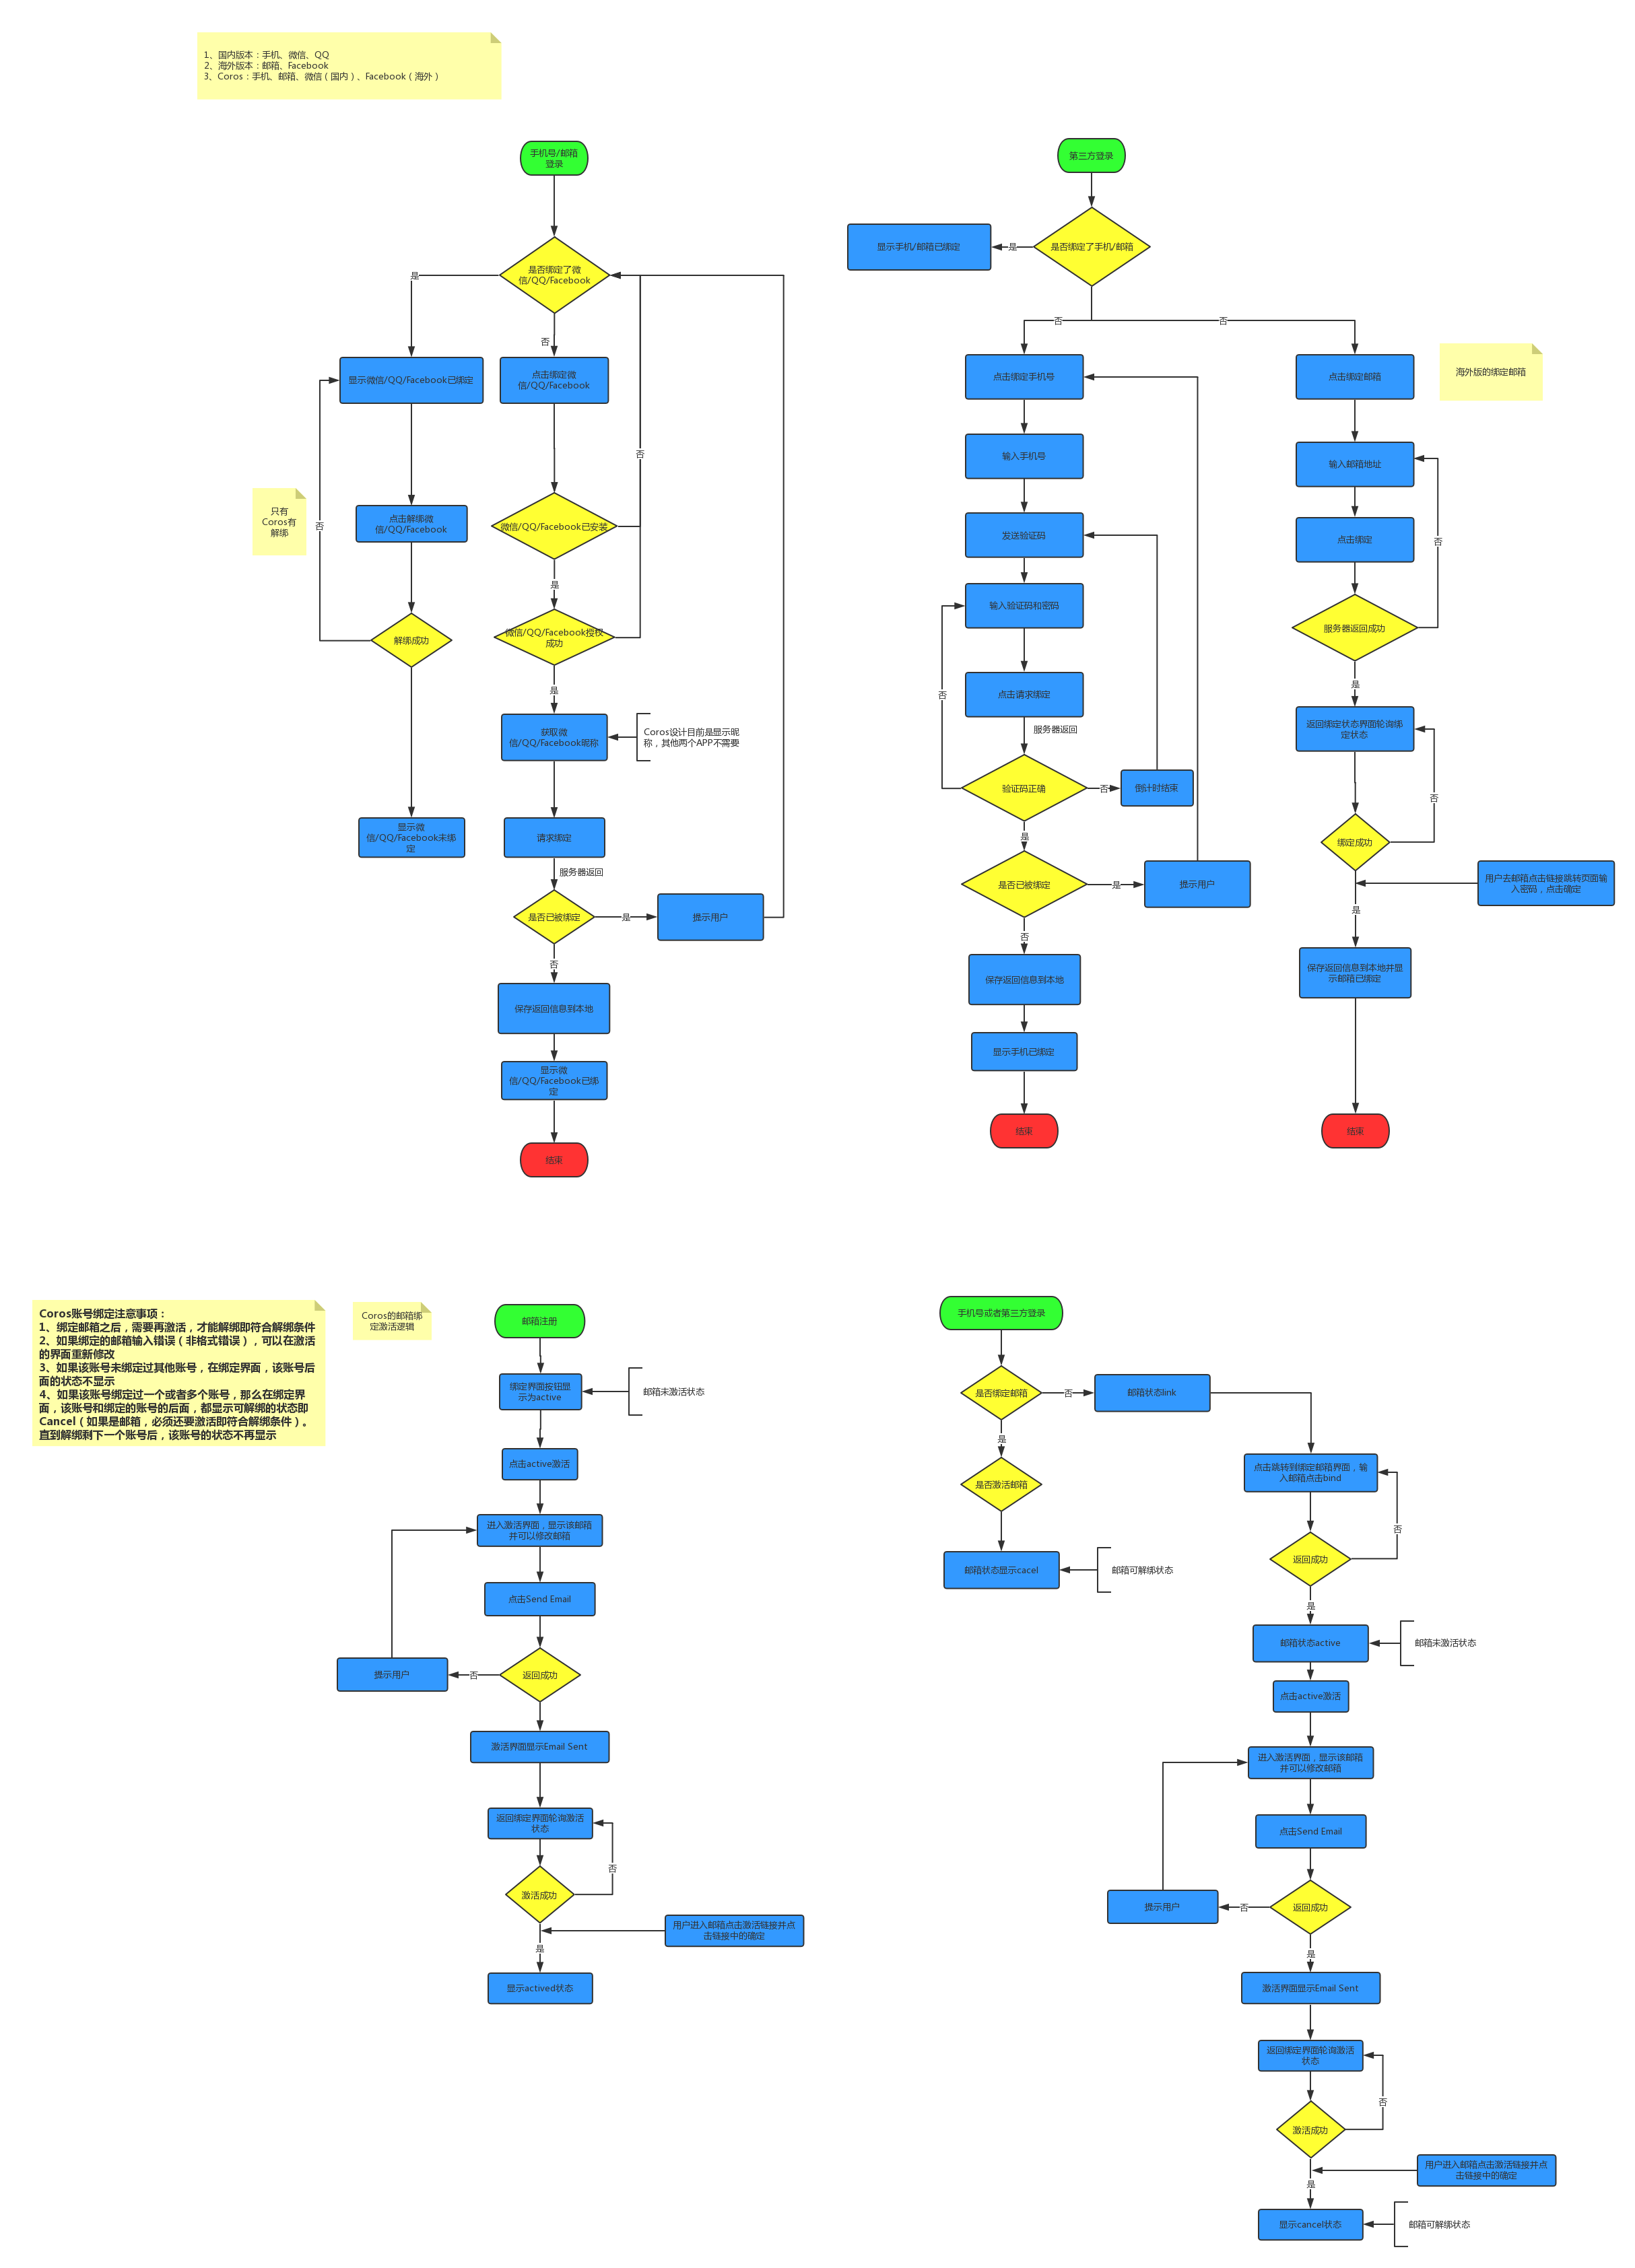 1、国内版本：手机、微信、QQ
2、海外版本：邮箱、Facebook
3、Coros：手机、邮箱、微信（国内）、Facebook（海外）
手机号/邮箱
登录
是否绑定了微
信/QQ/Facebook
是
否
显示微信/QQ/Facebook已绑定
点击绑定微
信/QQ/Facebook
否
只有
Coros有
解绑
否
点击解绑微
信/QQ/Facebook
微信/QQ/Facebook已安装
是
解绑成功
微信/QQ/Facebook授权
成功
是
获取微
信/QQ/Facebook昵称
Coros设计目前是显示昵
称，其他两个APP不需要
显示微
信/QQ/Facebook未绑
定
请求绑定
服务器返回
是否已被绑定
是
提示用户
否
保存返回信息到本地
显示微
信/QQ/Facebook已绑
定
结束
第三方登录
显示手机/邮箱已绑定
是
是否绑定了手机/邮箱
否
否
点击绑定手机号
点击绑定邮箱
海外版的绑定邮箱
输入手机号
输入邮箱地址
发送验证码
点击绑定
否
输入验证码和密码
服务器返回成功
否
点击请求绑定
是
服务器返回
返回绑定状态界面轮询绑
定状态
验证码正确
否
倒计时结束
否
是
绑定成功
是否已被绑定
是
提示用户
用户去邮箱点击链接跳转页面输
入密码，点击确定
否
是
保存返回信息到本地
保存返回信息到本地并显
示邮箱已绑定
显示手机已绑定
结束
结束
Coros账号绑定注意事项：
1、绑定邮箱之后，需要再激活，才能解绑即符合解绑条件
2、如果绑定的邮箱输入错误（非格式错误），可以在激活
的界面重新修改
3、如果该账号未绑定过其他账号，在绑定界面，该账号后
面的状态不显示
4、如果该账号绑定过一个或者多个账号，那么在绑定界
面，该账号和绑定的账号的后面，都显示可解绑的状态即
Cancel（如果是邮箱，必须还要激活即符合解绑条件）。
直到解绑剩下一个账号后，该账号的状态不再显示
Coros的邮箱绑
定激活逻辑
邮箱注册
绑定界面按钮显
示为active
邮箱未激活状态
点击active激活
进入激活界面，显示该邮箱
并可以修改邮箱
点击Send Email
提示用户
否
返回成功
激活界面显示Email Sent
返回绑定界面轮询激活
状态
否
激活成功
用户进入邮箱点击激活链接并点
击链接中的确定
是
显示actived状态
手机号或者第三方登录
是否绑定邮箱
否
邮箱状态link
是
是否激活邮箱
点击跳转到绑定邮箱界面，输
入邮箱点击bind
否
邮箱状态显示cacel
邮箱可解绑状态
返回成功
是
邮箱状态active
邮箱未激活状态
点击active激活
进入激活界面，显示该邮箱
并可以修改邮箱
点击Send Email
提示用户
否
返回成功
是
激活界面显示Email Sent
返回绑定界面轮询激活
状态
否
激活成功
用户进入邮箱点击激活链接并点
击链接中的确定
是
显示cancel状态
邮箱可解绑状态